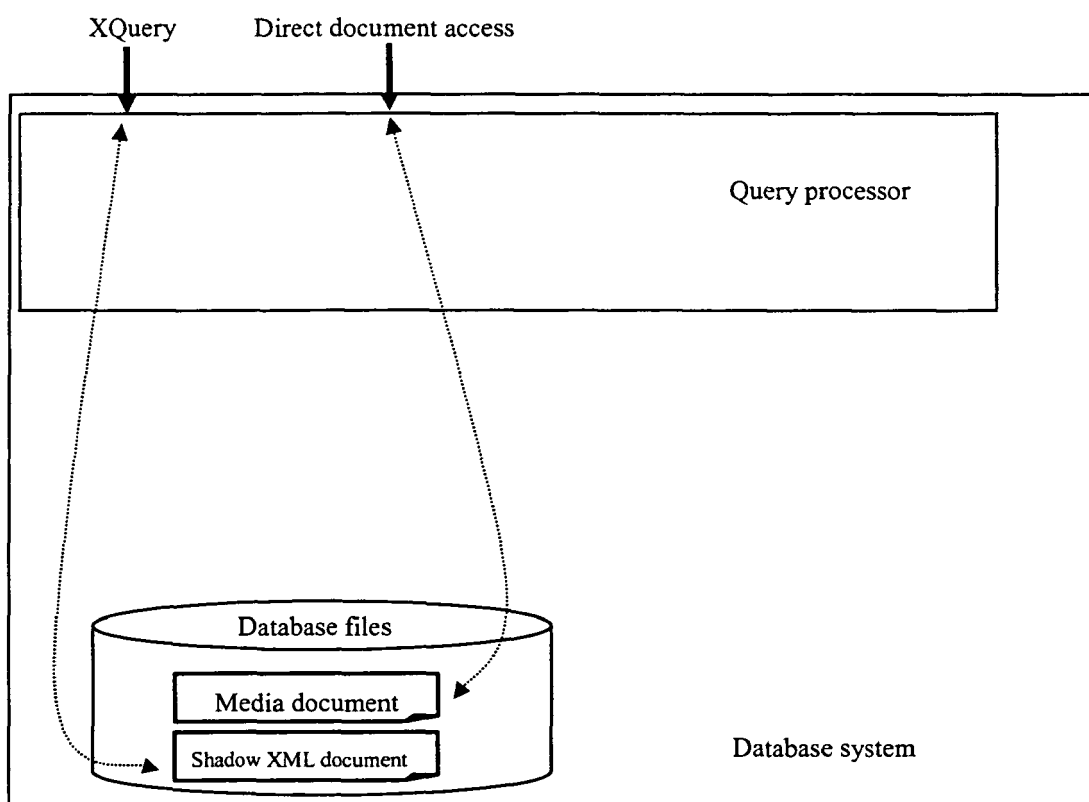 XQuery
Direct document access
Query processor
Database files
Media document
Shadow XML document
Database system